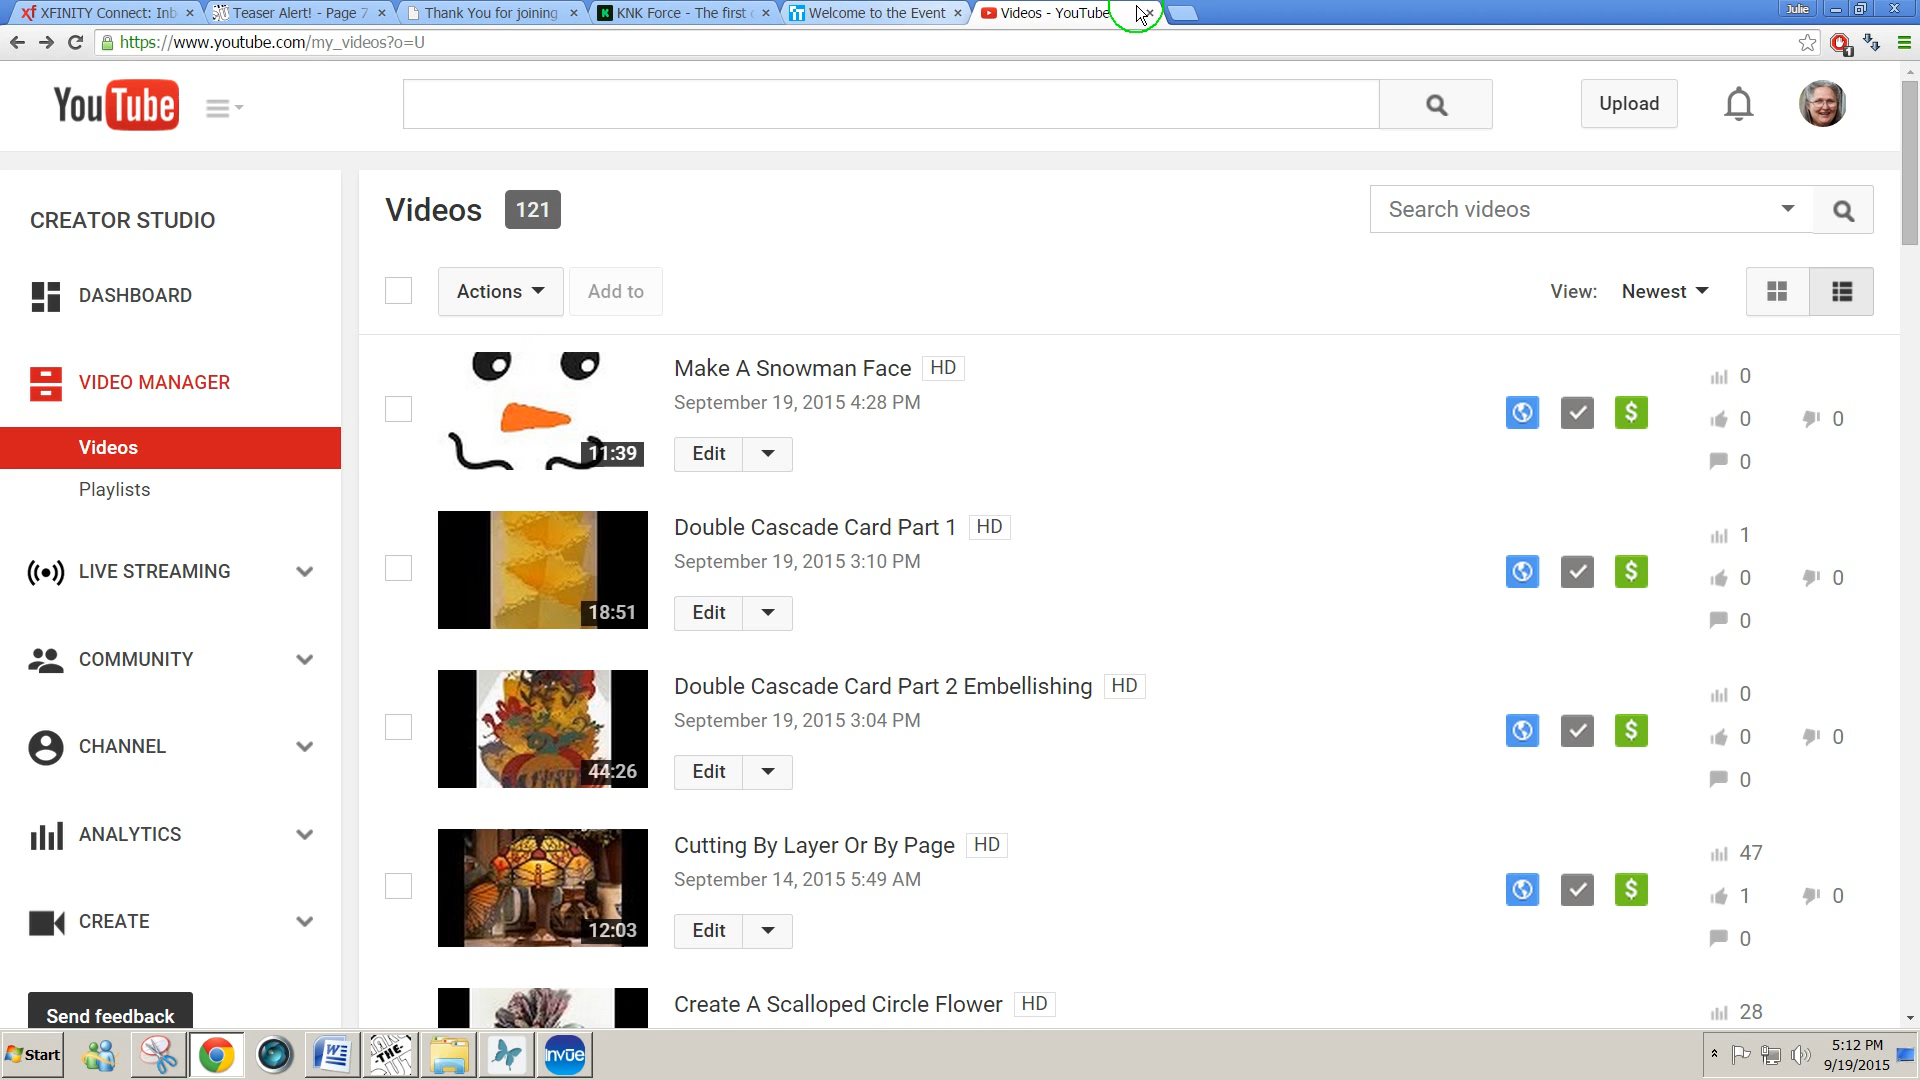 XFINITY Connect: Inb
Teaser Alert! - Page 7
Thank You for joining
KNK Force - The first
Welcome to the Event
Videos - YouTube
Julie
https://www.youtube.com/my_videos?o=U
YouTube
Upload
CREATOR STUDIO
DASHBOARD
VIDEO MANAGER
Videos
Playlists
LIVE STREAMING
COMMUNITY
CHANNEL
ANALYTICS
CREATE
Send feedback
Videos 121
Search videos
Actions
Add to
View: Newest
Make A Snowman Face HD
September 19, 2015 4:28 PM
11:39
Edit
0
0 0
0
Double Cascade Card Part 1 HD
September 19, 2015 3:10 PM
18:51
Edit
1
0 0
0
Double Cascade Card Part 2 Embellishing HD
September 19, 2015 3:04 PM
44:26
Edit
0
0 0
0
Cutting By Layer Or By Page HD
September 14, 2015 5:49 AM
12:03
Edit
47
1 0
0
Create A Scalloped Circle Flower HD
28
Start
invue
5:12 PM
9/19/2015